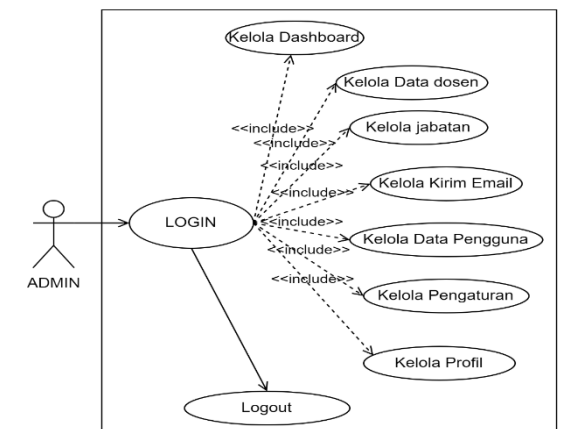 Kelola Dashboard
Kelola Data dosen
<<include>>
Kelola jabatan
<<include>>
<<include>>
Kelola Kirim Email
<<include>>
LOGIN
<<include>>
Kelola Data Pengguna
<<include>>
ADMIN
<<include>>
Kelola Pengaturan
Kelola Profil
Logout